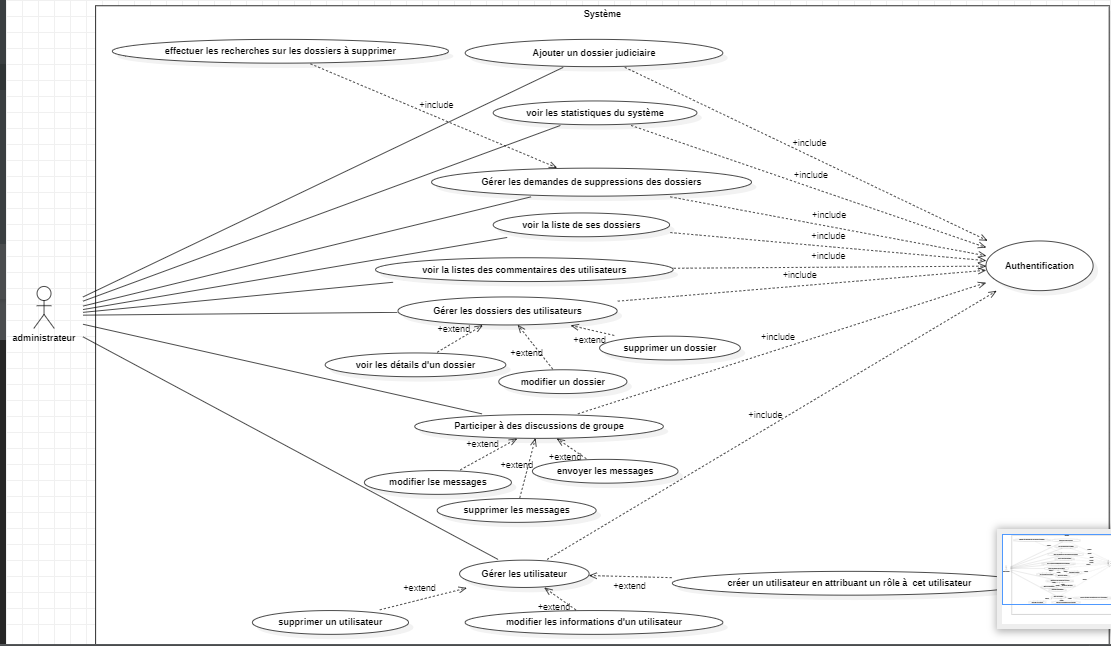 Système
effectuer les recherches sur les dossiers à supprimer
Ajouter un dossier judiciaire
+include
voir les statistiques du système
+include
+include
Gérer les demandes de suppressions des dossiers
+include
voir la liste de ses dossiers
+include
+include
voir la listes des commentaires des utilisateurs
+include
Authentification
Gérer les dossiers des utilisateurs
administrateur
+extend
+extend
+extend
supprimer un dossier
+include
voir les détails d'un dossier
modifier un dossier
+include
Participer à des discussions de groupe
+extend
+extend
+extend
envoyer les messages
modifier lse messages
supprimer les messages
Gérer les utilisateur
+extend
+extend
créer un utilisateur en attribuant un rôle à cet utilisateur
+extend
supprimer un utilisateur
modifier les informations d'un utilisateur